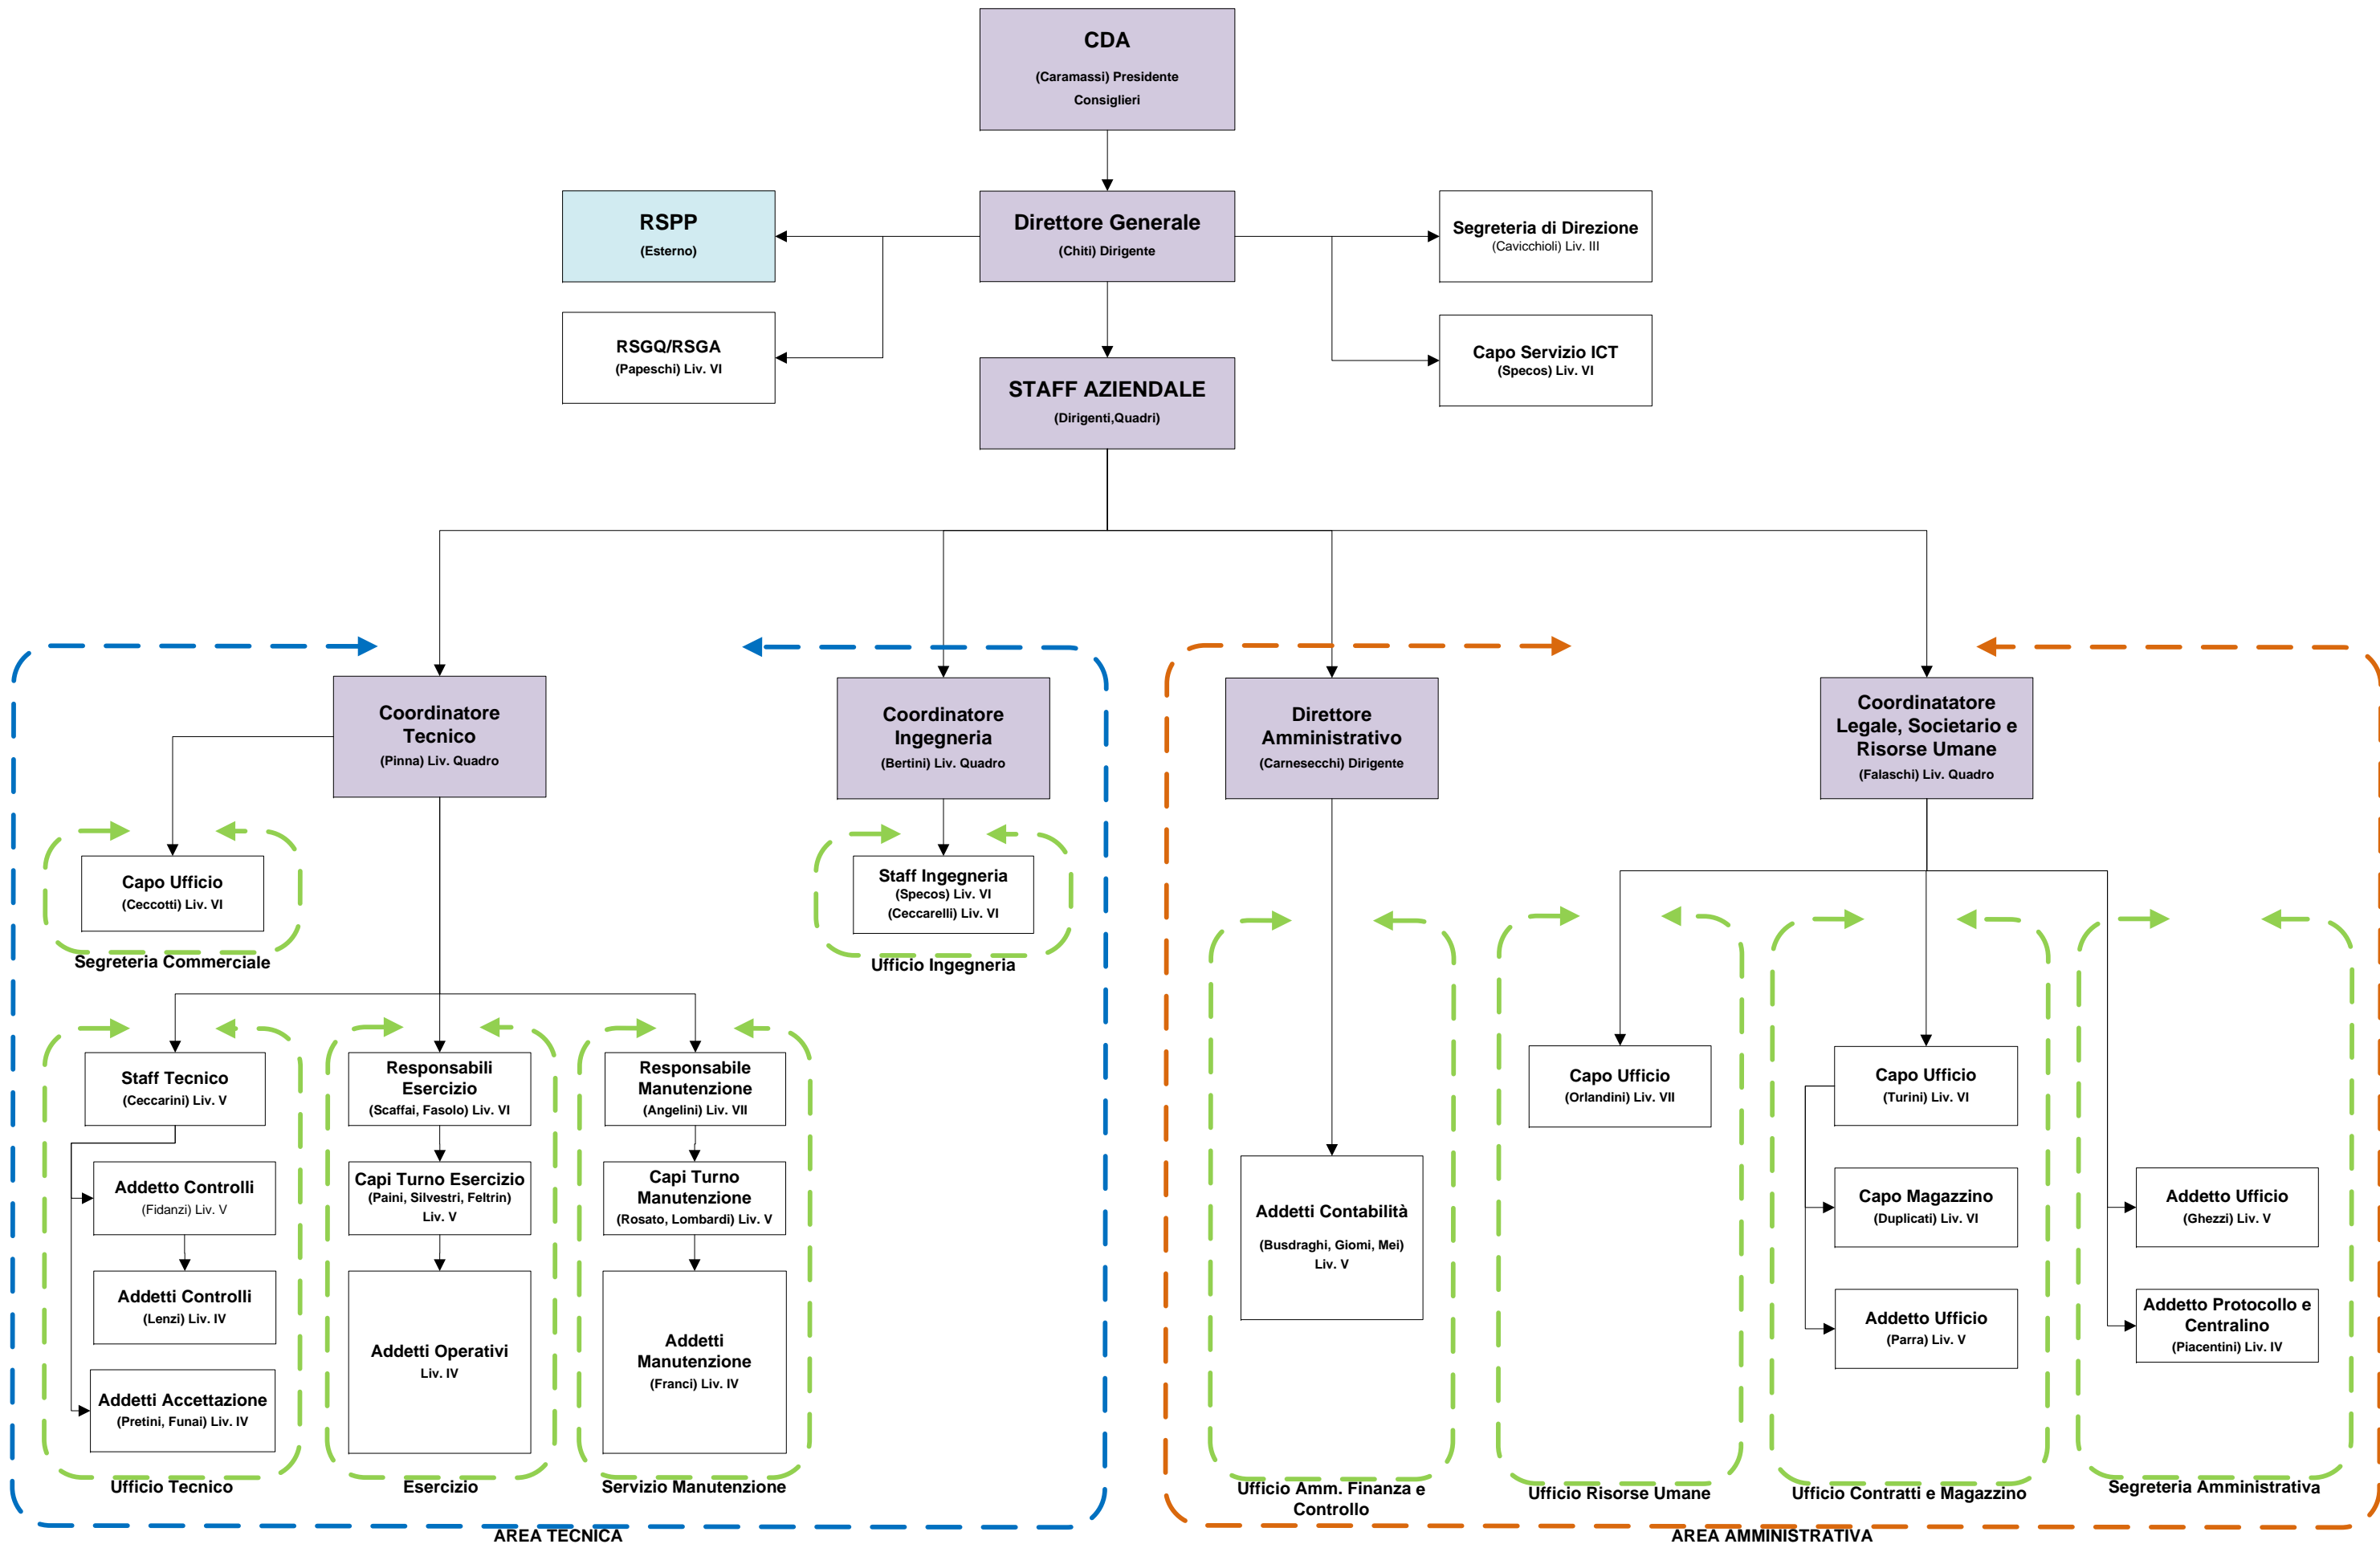 CDA
(Caramassi) Presidente
Consiglieri
RSPP
(Esterno)
Direttore Generale
(Chiti) Dirigente
Segreteria di Direzione
(Cavicchioli) Liv. III
RSGQ/RSGA
(Papeschi) Liv. VI
Capo Servizio ICT
(Specos) Liv. VI
STAFF AZIENDALE
(Dirigenti,Quadri)
Coordinatore
Tecnico
(Pinna) Liv. Quadro
Coordinatore
Ingegneria
(Bertini) Liv. Quadro
Direttore
Amministrativo
(Carnesecchi) Dirigente
Coordinatatore
Legale, Societario e
Risorse Umane
(Falaschi) Liv. Quadro
Capo Ufficio
(Ceccotti) Liv. VI
Segreteria Commerciale
Staff Ingegneria
(Specos) Liv. VI
(Ceccarelli) Liv. VI
Ufficio Ingegneria
Staff Tecnico
(Ceccarini) Liv. V
Addetto Controlli
(Fidanzi) Liv. V
Addetti Controlli
(Lenzi) Liv. IV
Addetti Accettazione
(Pretini, Funai) Liv. IV
Ufficio Tecnico
Responsabili
Esercizio
(Scaffai, Fasolo) Liv. VI
Capi Turno Esercizio
(Paini, Silvestri, Feltrin)
Liv. V
Addetti Operativi
Liv. IV
Esercizio
Responsabile
Manutenzione
(Angelini) Liv. VII
Capi Turno
Manutenzione
(Rosato, Lombardi) Liv. V
Addetti
Manutenzione
(Franci) Liv. IV
Servizio Manutenzione
AREA TECNICA
Addetti Contabilità
(Busdraghi, Giomi, Mei)
Liv. V
Ufficio Amm. Finanza e
Controllo
Capo Ufficio
(Orlandini) Liv. VII
Ufficio Risorse Umane
Capo Ufficio
(Turini) Liv. VI
Capo Magazzino
(Duplicati) Liv. VI
Addetto Ufficio
(Parra) Liv. V
Ufficio Contratti e Magazzino
Addetto Ufficio
(Ghezzi) Liv. V
Addetto Protocollo e
Centralino
(Piacentini) Liv. IV
Segreteria Amministrativa
AREA AMMINISTRATIVA